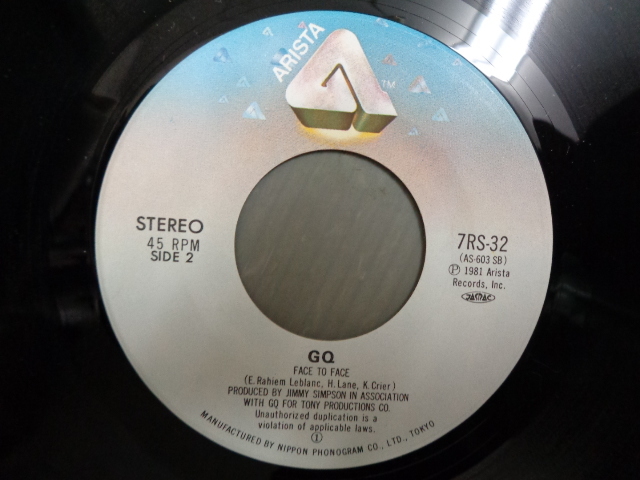 ARISTA
TM
STEREO
45 RPM
SIDE 2
7RS-32
(AS-603 SB)
Ⓟ 1981 Arista
Records, Inc.
GQ
FACE TO FACE
(E. Rahiem Leblanc, H. Lane, K. Crier)
PRODUCED BY JIMMY SIMPSON IN ASSOCIATION
WITH GQ FOR TONY PRODUCTIONS CO.
Unauthorized duplication is a
violation of applicable laws.
①
MANUFACTURED BY NIPPON PHONOGRAM CO., LTD., TOKYO